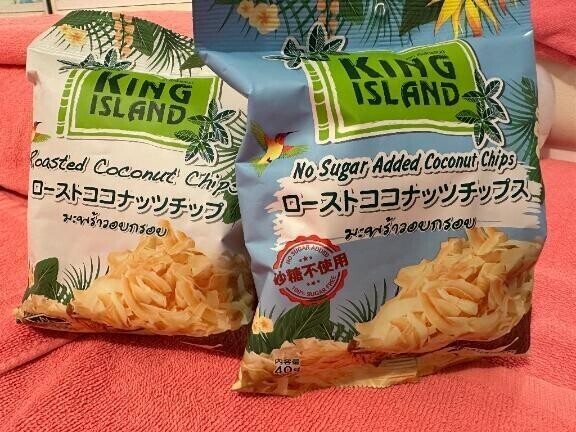 KING
ISLAND
Roasted Coconut Chips
ローストココナッツチップ
มะพร้าวอบกรอบ
KING
ISLAND
No Sugar Added Coconut Chips
ローストココナッツチップス
มะพร้าวอบกรอบ
NO SUGAR ADDED
砂糖不使用
100% SUGAR FREE
内容量
40g